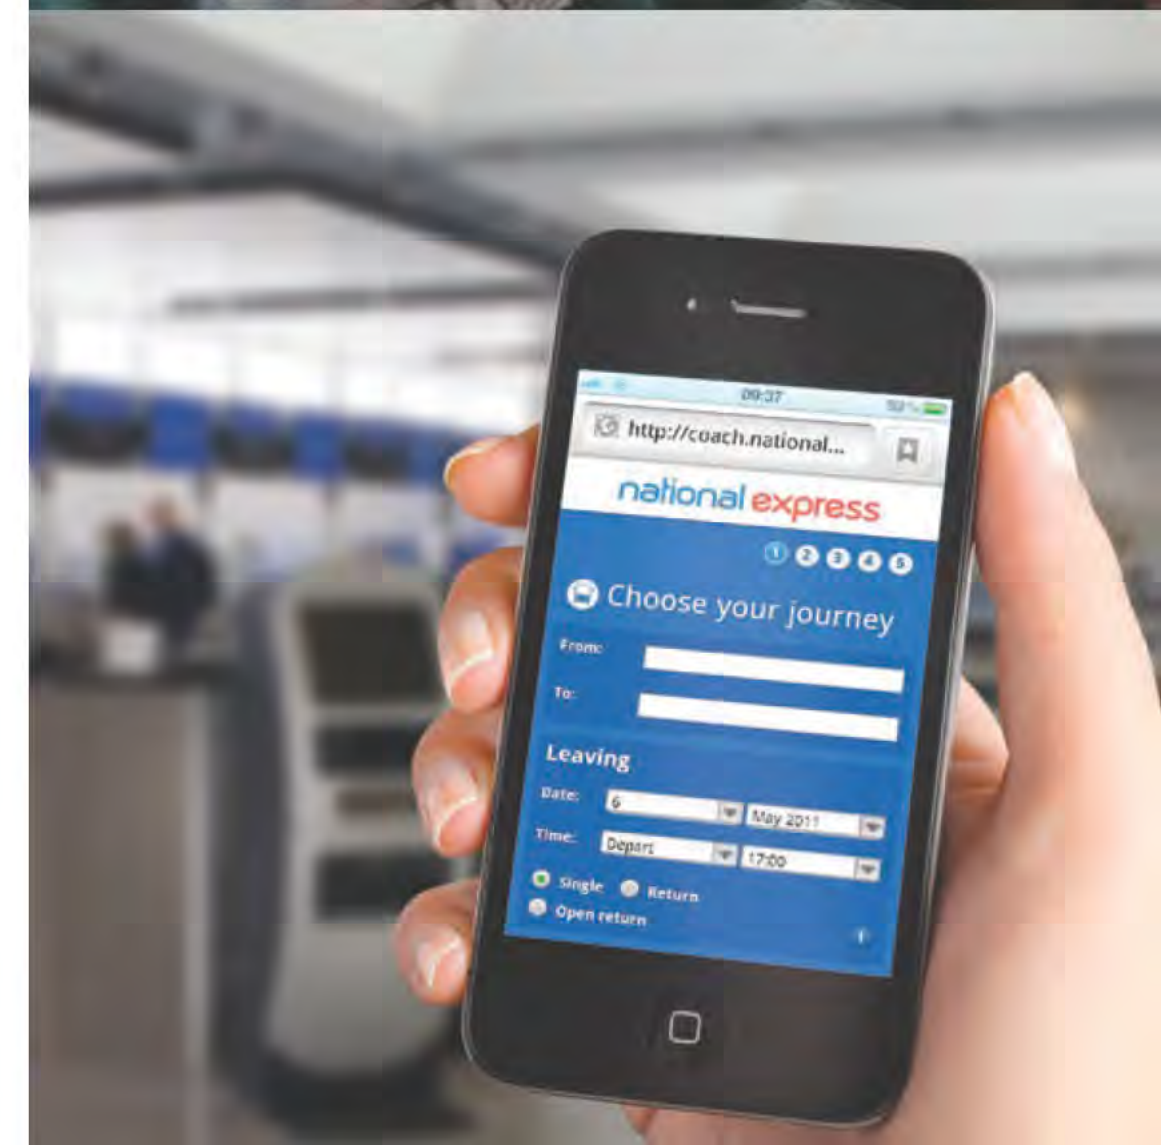 09:37
http://coach.national...
national express
1 2 3 4 5
Choose your journey
From:
To:
Leaving
Date: 6 May 2011
Time: Depart 17:00
Single Return
Open return
i